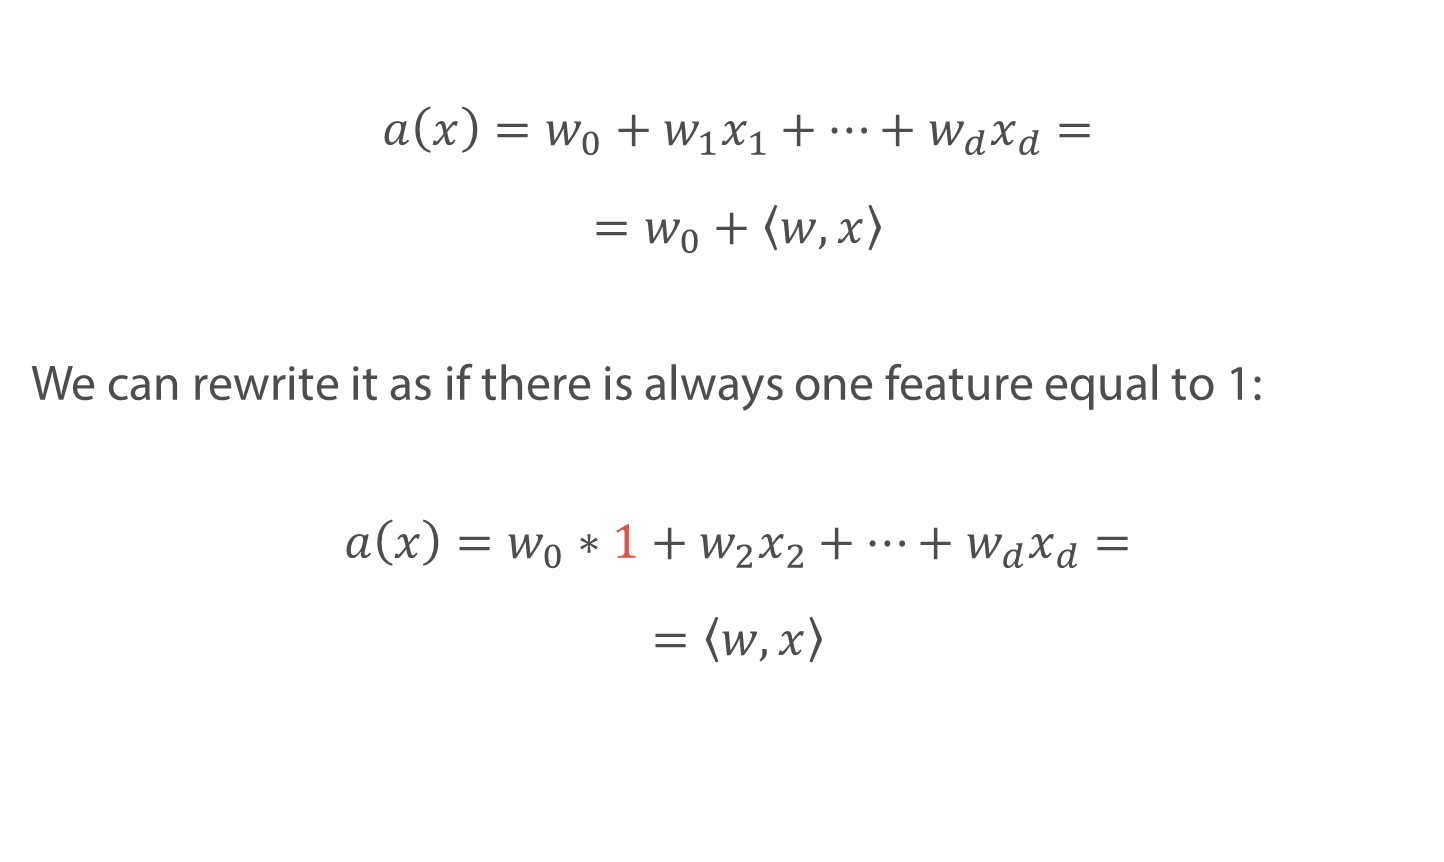 a(x) = w₀ + w₁x₁ + ⋯ + w_d x_d =
= w₀ + ⟨w, x⟩
We can rewrite it as if there is always one feature equal to 1:
a(x) = w₀ * 1 + w₂x₂ + ⋯ + w_d x_d =
= ⟨w, x⟩